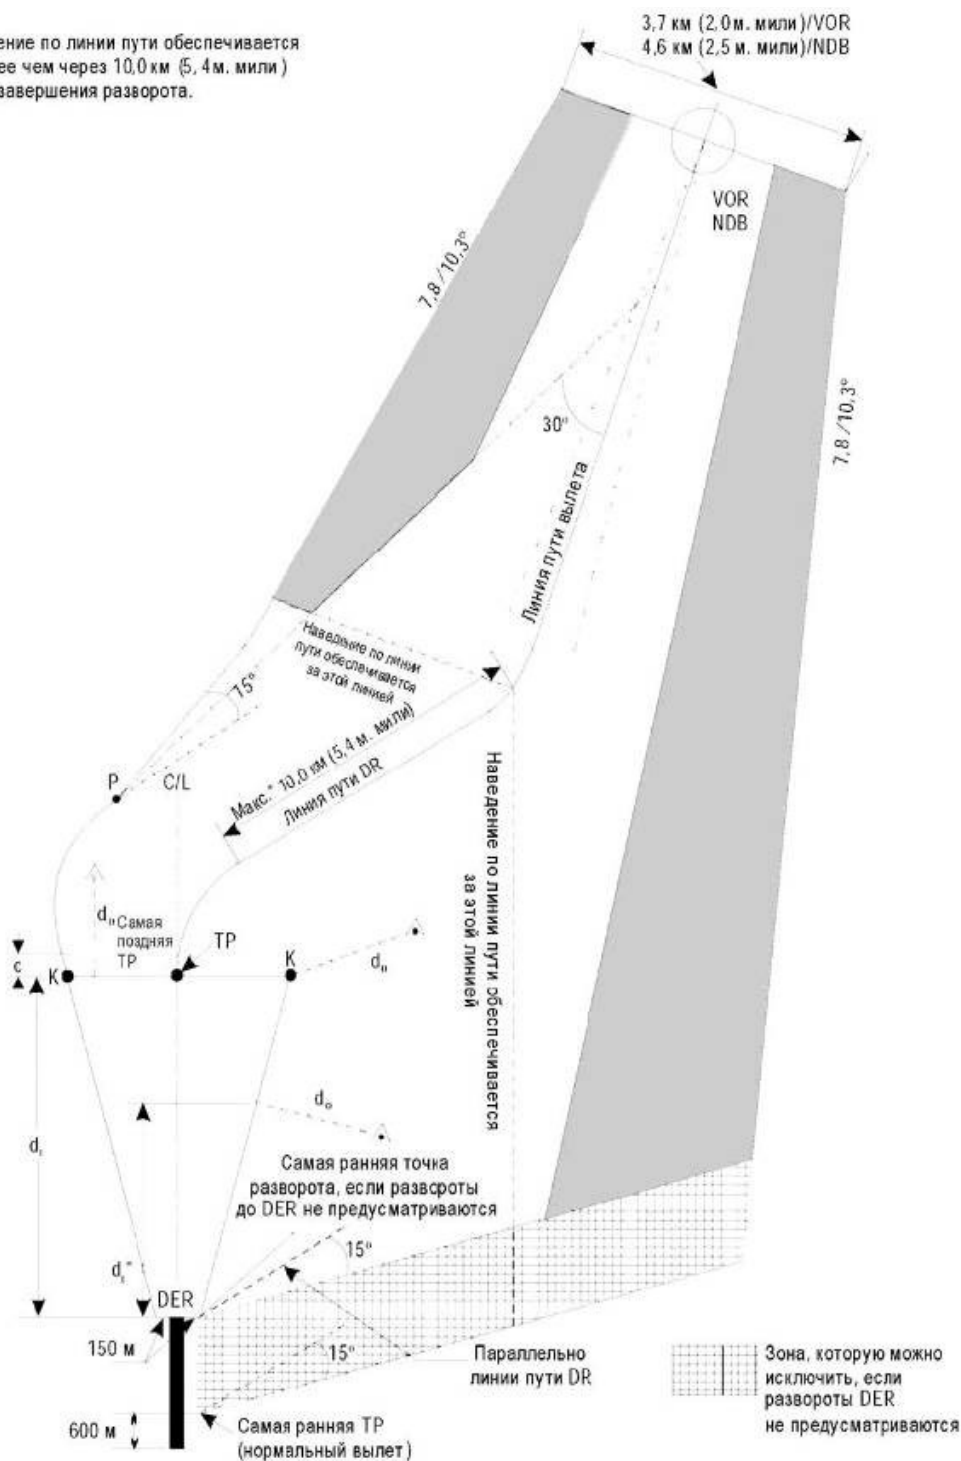 ение по линии пути обеспечивается
ее чем через 10,0 км (5, 4м. мили )
завершения разворота.
3,7 км (2,0 м. мили)/VOR
4,6 км (2,5 м. мили)/NDB
VOR
NDB
7,8 /10,3°
7,8 /10,3°
30°
Линия пути вылета
Наведение по линии
пути обеспечивается
за этой линией
15°
Макс.* 10,0 км (5,4 м. мили)
Линия пути DR
P
C/L
Наведение по линии пути обеспечивается
за этой линией
Самая
поздняя
TP
TP
c
K
K
Самая ранняя точка
разворота, если развороты
до DER не предусматриваются
15°
DER
150 м
15°
Параллельно
линии пути DR
600 м
Самая ранняя TP
(нормальный вылет)
Зона, которую можно
исключить, если
развороты DER
не предусматриваются